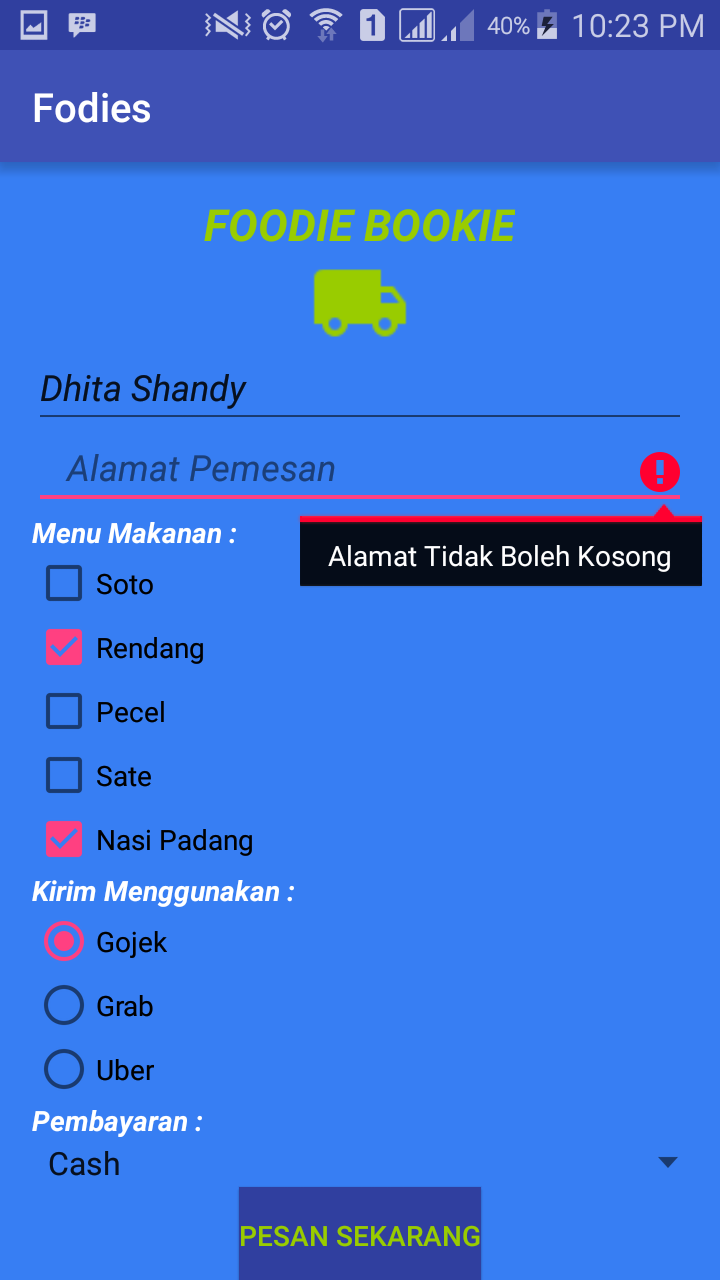 1 40% 10:23 PM
Fodies
FOODIE BOOKIE
Dhita Shandy
Alamat Pemesan
Alamat Tidak Boleh Kosong
Menu Makanan :
Soto
Rendang
Pecel
Sate
Nasi Padang
Kirim Menggunakan :
Gojek
Grab
Uber
Pembayaran :
Cash
PESAN SEKARANG